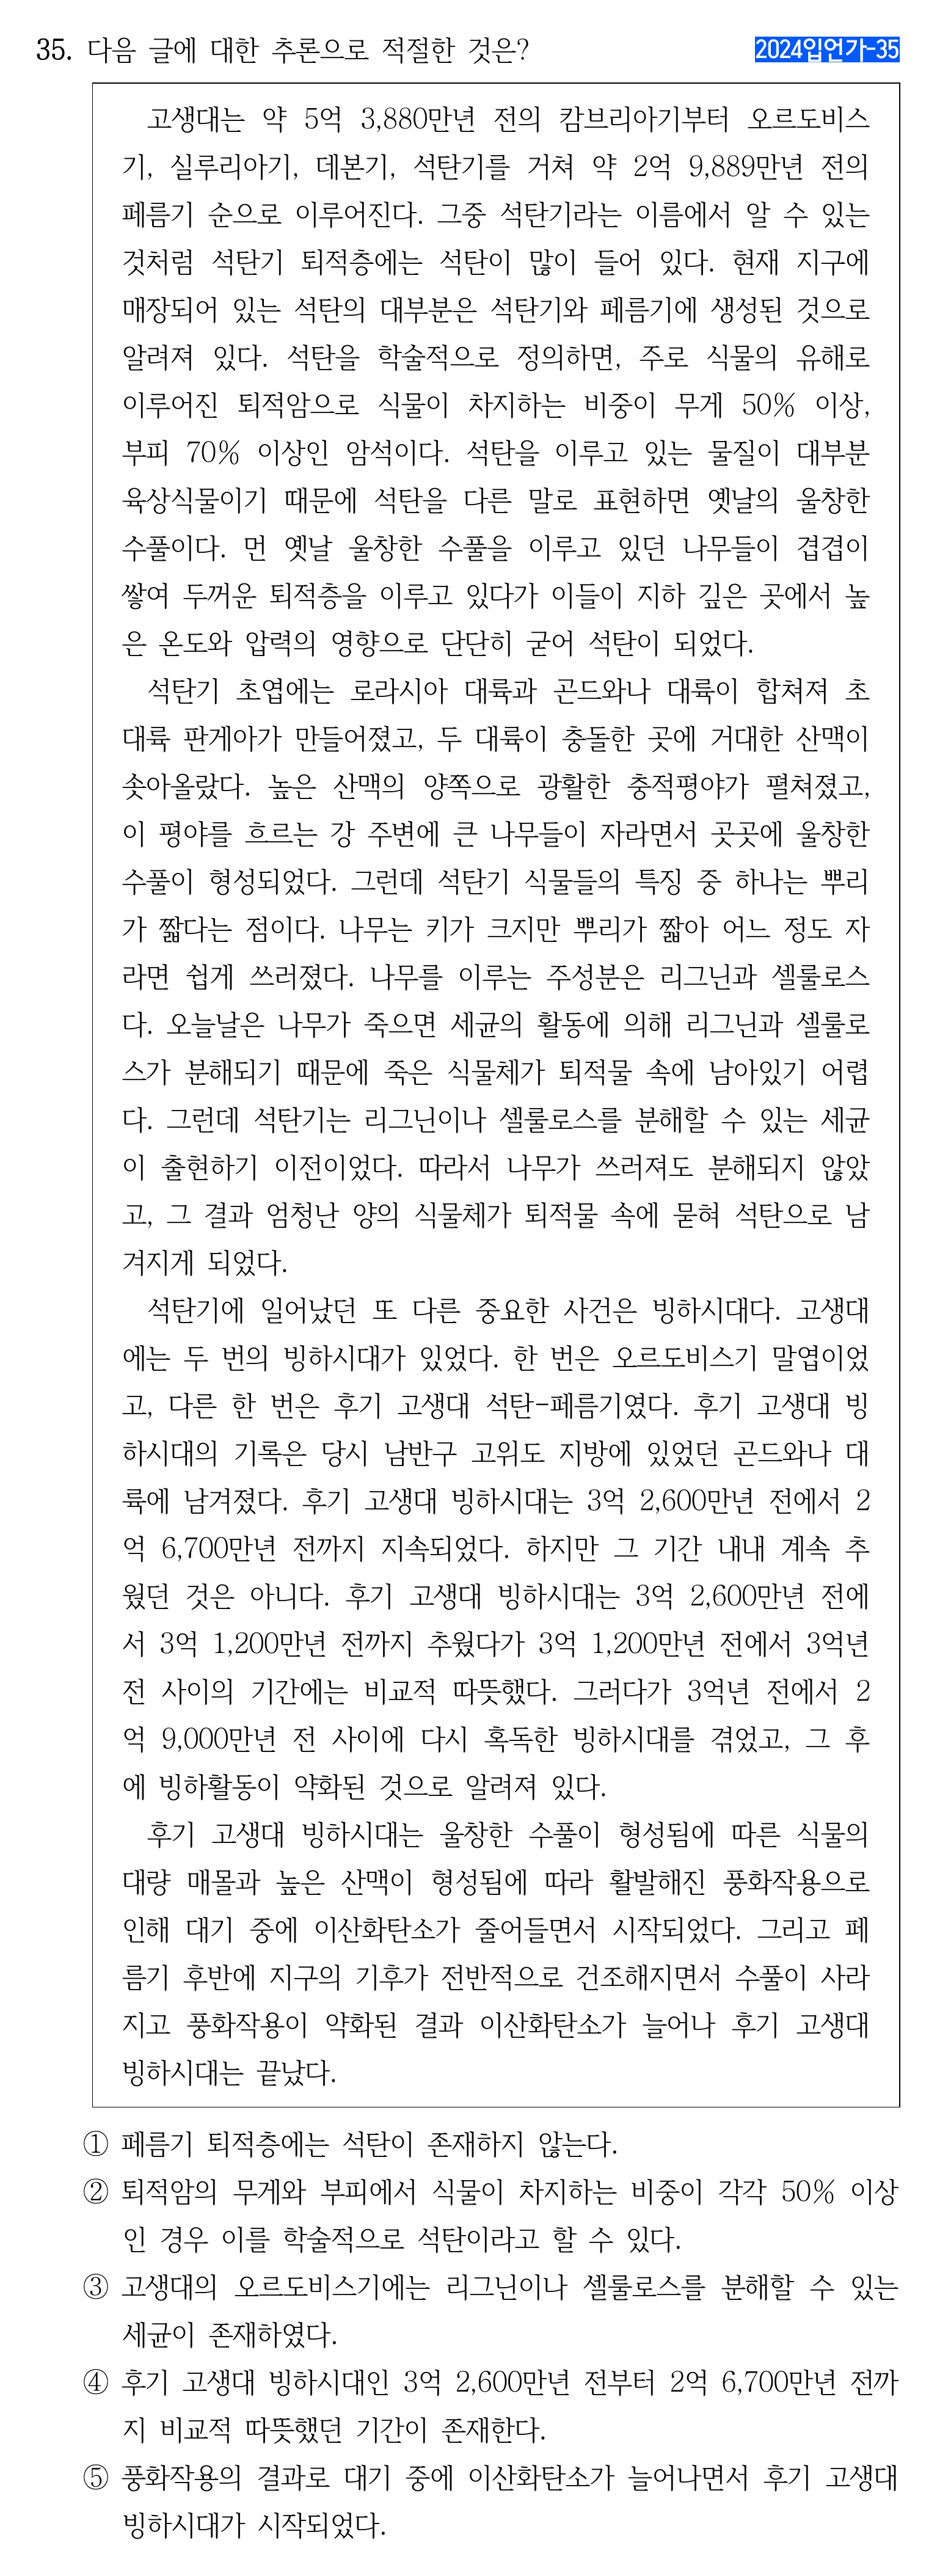 35. 다음 글에 대한 추론으로 적절한 것은?
2024입언가-35
고생대는 약 5억 3,880만년 전의 캄브리아기부터 오르도비스
기, 실루리아기, 데본기, 석탄기를 거쳐 약 2억 9,889만년 전의
페름기 순으로 이루어진다. 그중 석탄기라는 이름에서 알 수 있는
것처럼 석탄기 퇴적층에는 석탄이 많이 들어 있다. 현재 지구에
매장되어 있는 석탄의 대부분은 석탄기와 페름기에 생성된 것으로
알려져 있다. 석탄을 학술적으로 정의하면, 주로 식물의 유해로
이루어진 퇴적암으로 식물이 차지하는 비중이 무게 50% 이상,
부피 70% 이상인 암석이다. 석탄을 이루고 있는 물질이 대부분
육상식물이기 때문에 석탄을 다른 말로 표현하면 옛날의 울창한
수풀이다. 먼 옛날 울창한 수풀을 이루고 있던 나무들이 겹겹이
쌓여 두꺼운 퇴적층을 이루고 있다가 이들이 지하 깊은 곳에서 높
은 온도와 압력의 영향으로 단단히 굳어 석탄이 되었다.
석탄기 초엽에는 로라시아 대륙과 곤드와나 대륙이 합쳐져 초
대륙 판게아가 만들어졌고, 두 대륙이 충돌한 곳에 거대한 산맥이
솟아올랐다. 높은 산맥의 양쪽으로 광활한 충적평야가 펼쳐졌고,
이 평야를 흐르는 강 주변에 큰 나무들이 자라면서 곳곳에 울창한
수풀이 형성되었다. 그런데 석탄기 식물들의 특징 중 하나는 뿌리
가 짧다는 점이다. 나무는 키가 크지만 뿌리가 짧아 어느 정도 자
라면 쉽게 쓰러졌다. 나무를 이루는 주성분은 리그닌과 셀룰로스
다. 오늘날은 나무가 죽으면 세균의 활동에 의해 리그닌과 셀룰로
스가 분해되기 때문에 죽은 식물체가 퇴적물 속에 남아있기 어렵
다. 그런데 석탄기는 리그닌이나 셀룰로스를 분해할 수 있는 세균
이 출현하기 이전이었다. 따라서 나무가 쓰러져도 분해되지 않았
고, 그 결과 엄청난 양의 식물체가 퇴적물 속에 묻혀 석탄으로 남
겨지게 되었다.
석탄기에 일어났던 또 다른 중요한 사건은 빙하시대다. 고생대
에는 두 번의 빙하시대가 있었다. 한 번은 오르도비스기 말엽이었
고, 다른 한 번은 후기 고생대 석탄-페름기였다. 후기 고생대 빙
하시대의 기록은 당시 남반구 고위도 지방에 있었던 곤드와나 대
륙에 남겨졌다. 후기 고생대 빙하시대는 3억 2,600만년 전에서 2
억 6,700만년 전까지 지속되었다. 하지만 그 기간 내내 계속 추
웠던 것은 아니다. 후기 고생대 빙하시대는 3억 2,600만년 전에
서 3억 1,200만년 전까지 추웠다가 3억 1,200만년 전에서 3억년
전 사이의 기간에는 비교적 따뜻했다. 그러다가 3억년 전에서 2
억 9,000만년 전 사이에 다시 혹독한 빙하시대를 겪었고, 그 후
에 빙하활동이 약화된 것으로 알려져 있다.
후기 고생대 빙하시대는 울창한 수풀이 형성됨에 따른 식물의
대량 매몰과 높은 산맥이 형성됨에 따라 활발해진 풍화작용으로
인해 대기 중에 이산화탄소가 줄어들면서 시작되었다. 그리고 페
름기 후반에 지구의 기후가 전반적으로 건조해지면서 수풀이 사라
지고 풍화작용이 약화된 결과 이산화탄소가 늘어나 후기 고생대
빙하시대는 끝났다.
① 페름기 퇴적층에는 석탄이 존재하지 않는다.
② 퇴적암의 무게와 부피에서 식물이 차지하는 비중이 각각 50% 이상
인 경우 이를 학술적으로 석탄이라고 할 수 있다.
③ 고생대의 오르도비스기에는 리그닌이나 셀룰로스를 분해할 수 있는
세균이 존재하였다.
④ 후기 고생대 빙하시대인 3억 2,600만년 전부터 2억 6,700만년 전까
지 비교적 따뜻했던 기간이 존재한다.
⑤ 풍화작용의 결과로 대기 중에 이산화탄소가 늘어나면서 후기 고생대
빙하시대가 시작되었다.